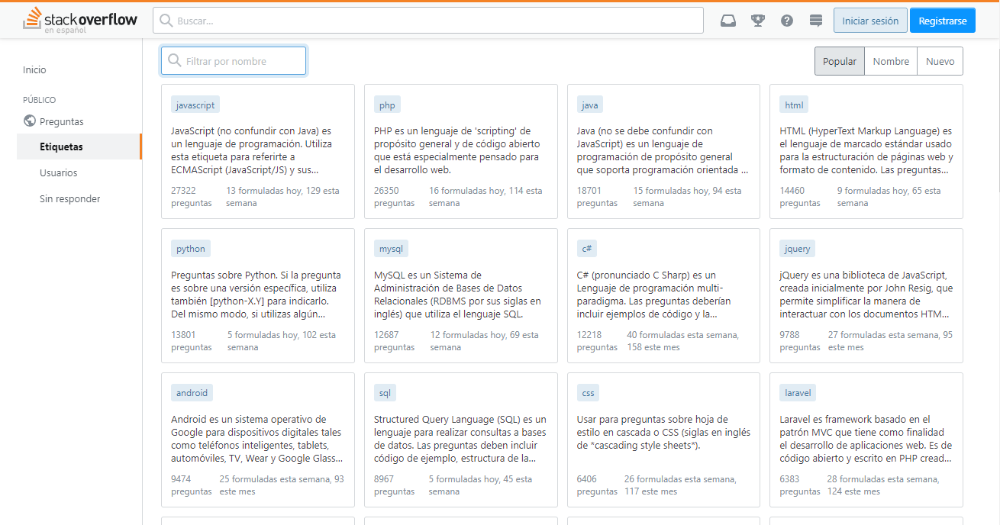 stackoverflow
en español
Buscar...
Iniciar sesión
Registrarse
Inicio
PÚBLICO
Preguntas
Etiquetas
Usuarios
Sin responder
Filtrar por nombre
Popular
Nombre
Nuevo
javascript
JavaScript (no confundir con Java) es
un lenguaje de programación. Utiliza
esta etiqueta para referirte a
ECMAScript (JavaScript/JS) y sus...
27322
preguntas
13 formuladas hoy, 129 esta
semana
php
PHP es un lenguaje de 'scripting' de
propósito general y de código abierto
que está especialmente pensado para
el desarrollo web.
26350
preguntas
16 formuladas hoy, 114 esta
semana
java
Java (no se debe confundir con
JavaScript) es un lenguaje de
programación de propósito general
que soporta programación orientada ...
18701
preguntas
15 formuladas hoy, 94 esta
semana
html
HTML (HyperText Markup Language) es
el lenguaje de marcado estándar usado
para la estructuración de páginas web y
formato de contenido. Las preguntas...
14460
preguntas
9 formuladas hoy, 65 esta
semana
python
Preguntas sobre Python. Si la pregunta
es sobre una versión específica, utiliza
también [python-X.Y] para indicarlo.
Del mismo modo, si utilizas algún...
13801
preguntas
5 formuladas hoy, 102 esta
semana
mysql
MySQL es un Sistema de
Administración de Bases de Datos
Relacionales (RDBMS por sus siglas en
inglés) que utiliza el lenguaje SQL.
12687
preguntas
12 formuladas hoy, 69 esta
semana
c#
C# (pronunciado C Sharp) es un
Lenguaje de programación multi-
paradigma. Las preguntas deberían
incluir ejemplos de código y la...
12218
preguntas
40 formuladas esta semana,
158 este mes
jquery
jQuery es una biblioteca de JavaScript,
creada inicialmente por John Resig, que
permite simplificar la manera de
interactuar con los documentos HTM...
9788
preguntas
27 formuladas esta semana, 95
este mes
android
Android es un sistema operativo de
Google para dispositivos digitales tales
como teléfonos inteligentes, tablets,
automóviles, TV, Wear y Google Glass...
9474
preguntas
25 formuladas esta semana, 93
este mes
sql
Structured Query Language (SQL) es un
lenguaje para realizar consultas a bases
de datos. Las preguntas deben incluir
código de ejemplo, estructura de la...
8967
preguntas
5 formuladas hoy, 45 esta
semana
css
Usar para preguntas sobre hoja de
estilo en cascada o CSS (siglas en inglés
de *cascading style sheets*).
6406
preguntas
26 formuladas esta semana,
117 este mes
laravel
Laravel es framework basado en el
patrón MVC que tiene como finalidad
el desarrollo de aplicaciones web. Es de
código abierto y escrito en PHP cread...
6383
preguntas
28 formuladas esta semana,
124 este mes